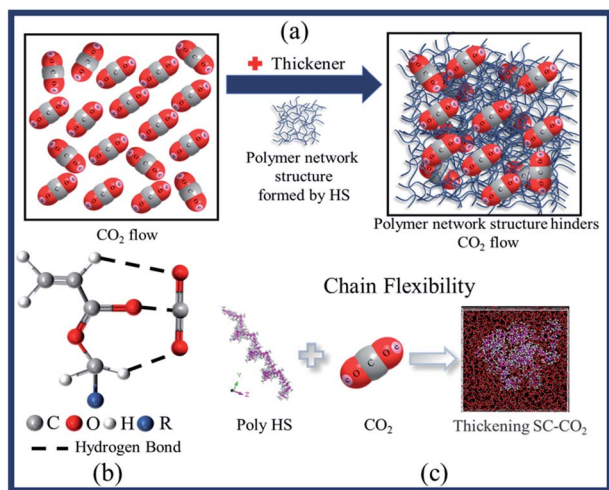 (a)
Thickener
Polymer network
structure
formed by HS
CO₂ flow
Polymer network structure hinders
CO₂ flow
Chain Flexibility
C O H R
Hydrogen Bond
(b)
Y
Z
Poly HS
O C O
CO₂
Thickening SC-CO₂
(c)